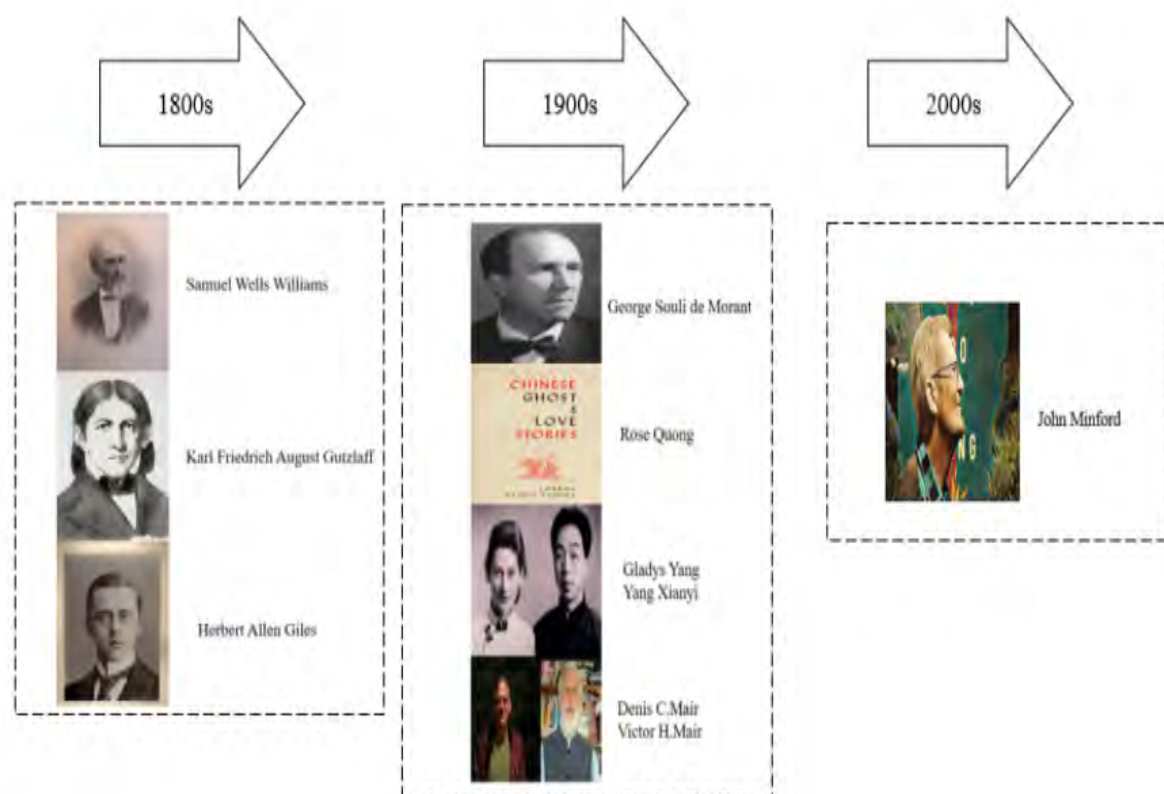 1800s
1900s
2000s
Samuel Wells Williams
Karl Friedrich August Gutzlaff
Herbert Allen Giles
George Souli de Morant
CHINESE
GHOST
&
LOVE
STORIES
Rose Quong
Gladys Yang
Yang Xianyi
Denis C.Mair
Victor H.Mair
John Minford
O
NG